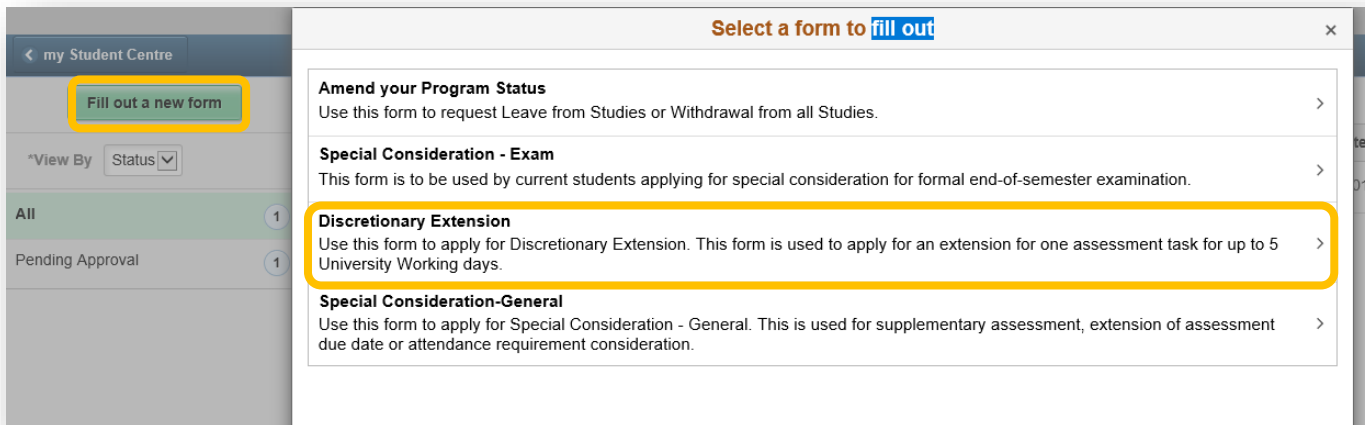 Select a form to fill out
×
my Student Centre
Fill out a new form
*View By Status
All 1
Pending Approval 1
Amend your Program Status
Use this form to request Leave from Studies or Withdrawal from all Studies.
Special Consideration - Exam
This form is to be used by current students applying for special consideration for formal end-of-semester examination.
Discretionary Extension
Use this form to apply for Discretionary Extension. This form is used to apply for an extension for one assessment task for up to 5
University Working days.
Special Consideration-General
Use this form to apply for Special Consideration - General. This is used for supplementary assessment, extension of assessment
due date or attendance requirement consideration.